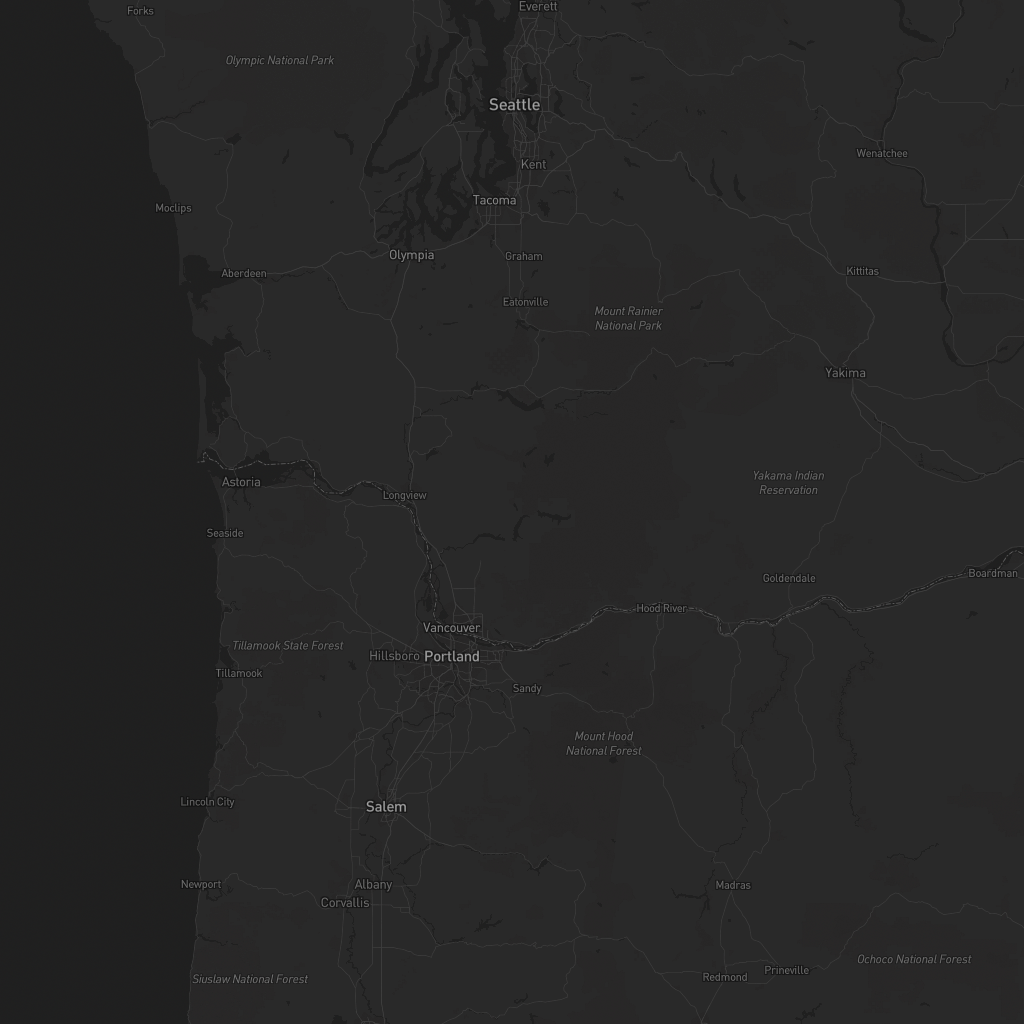 Everett
Forks
Olympic National Park
Seattle
Wenatchee
Kent
Tacoma
Moclips
Olympia
Graham
Aberdeen
Kittitas
Eatonville
Mount Rainier
National Park
Yakima
Yakama Indian
Reservation
Astoria
Longview
Seaside
Boardman
Goldendale
Hood River
Vancouver
Tillamook State Forest
Hillsboro
Portland
Tillamook
Sandy
Mount Hood
National Forest
Lincoln City
Salem
Newport
Albany
Madras
Corvallis
Ochoco National Forest
Prineville
Siuslaw National Forest
Redmond